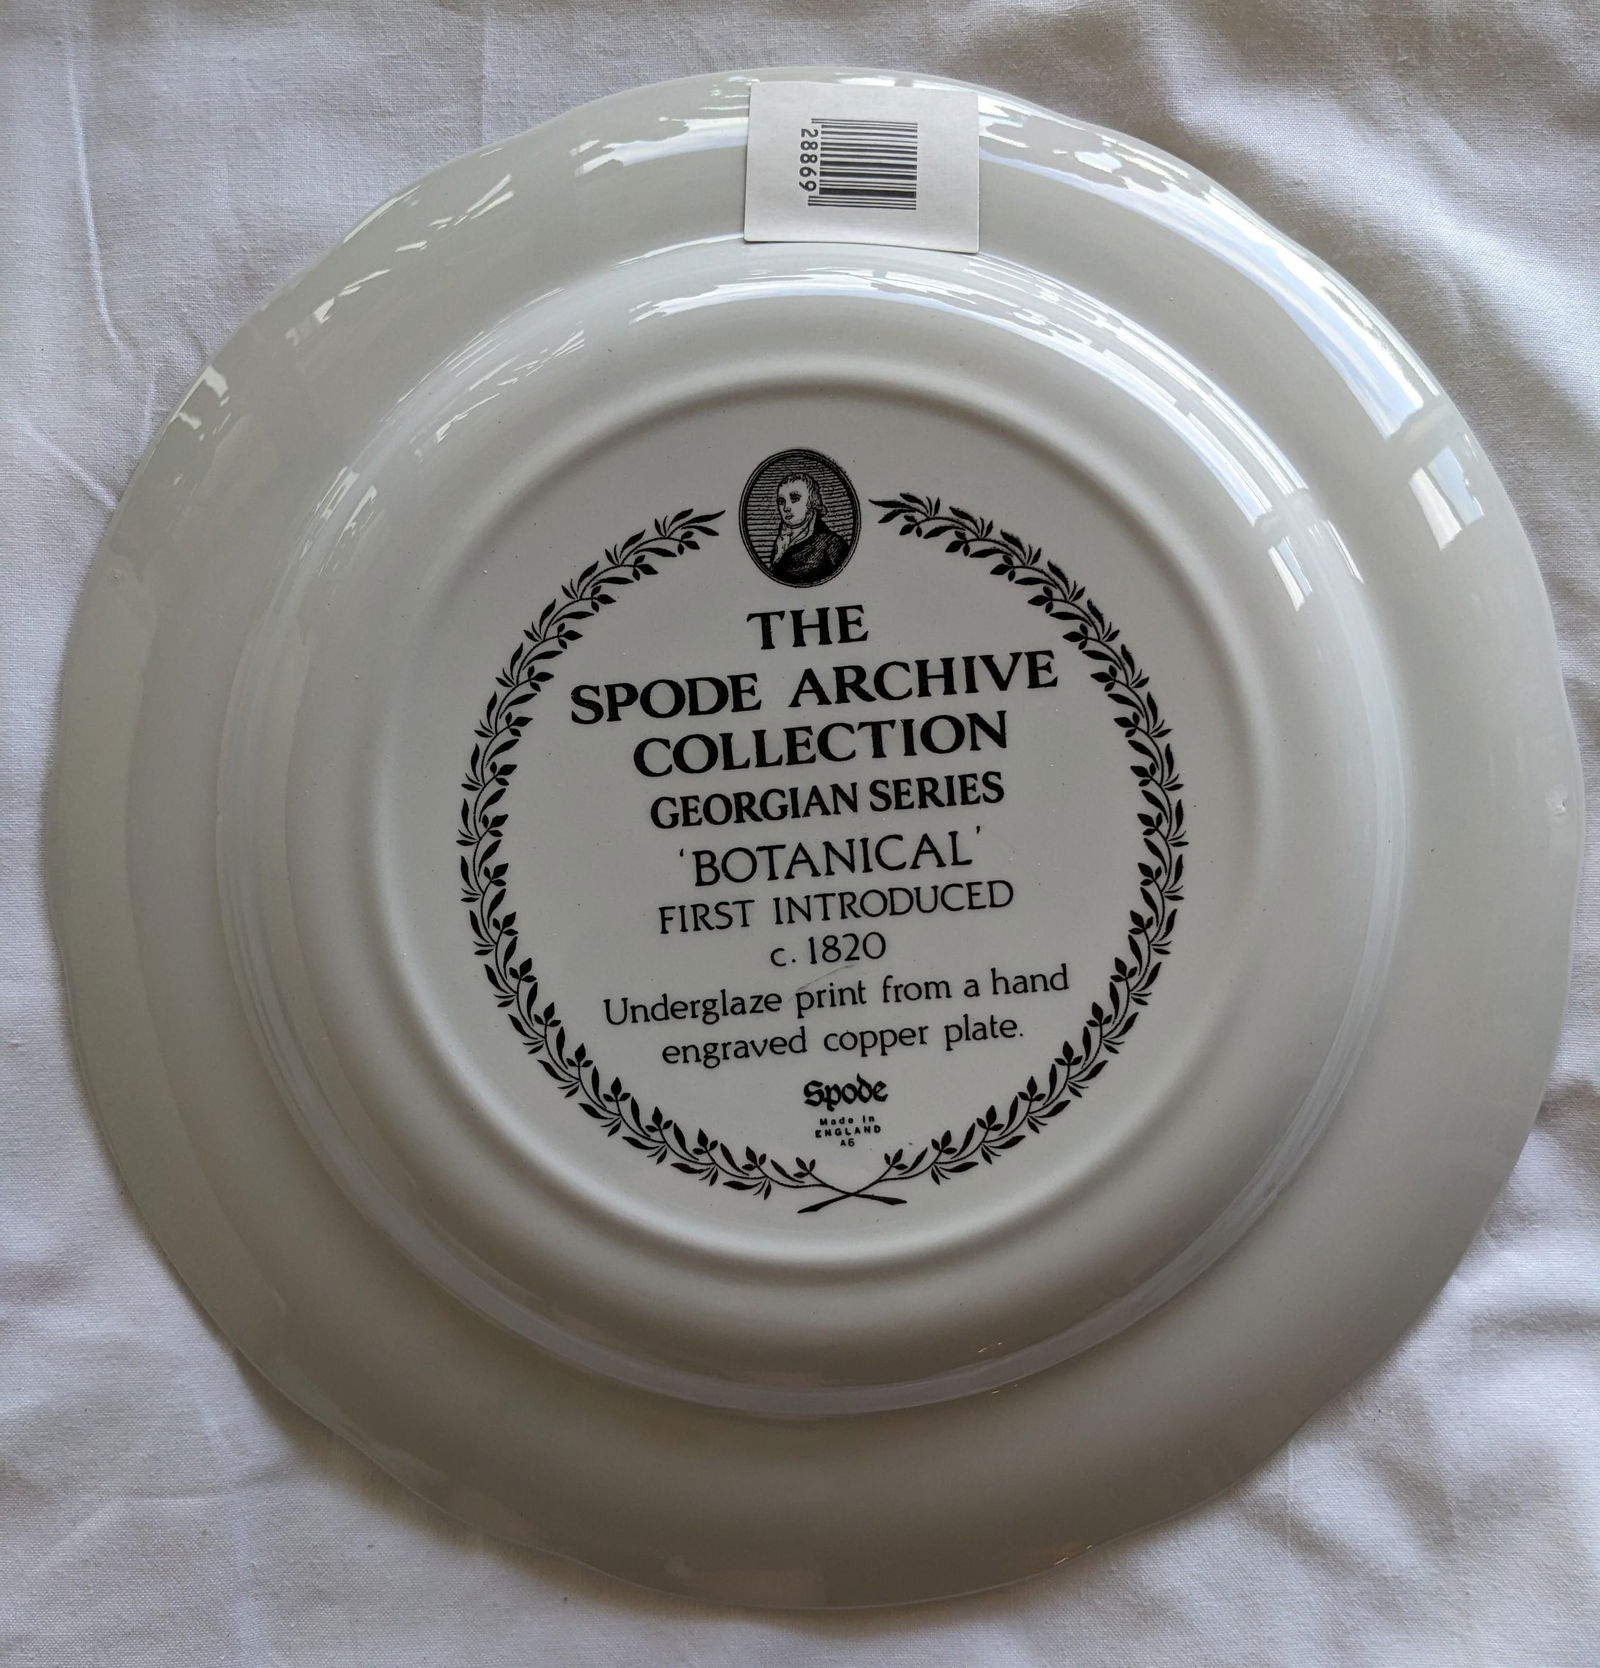 28869
THE
SPODE ARCHIVE
COLLECTION
GEORGIAN SERIES
'BOTANICAL'
FIRST INTRODUCED
c. 1820
Underglaze print from a hand
engraved copper plate.
Spode
Made in
ENGLAND
A6